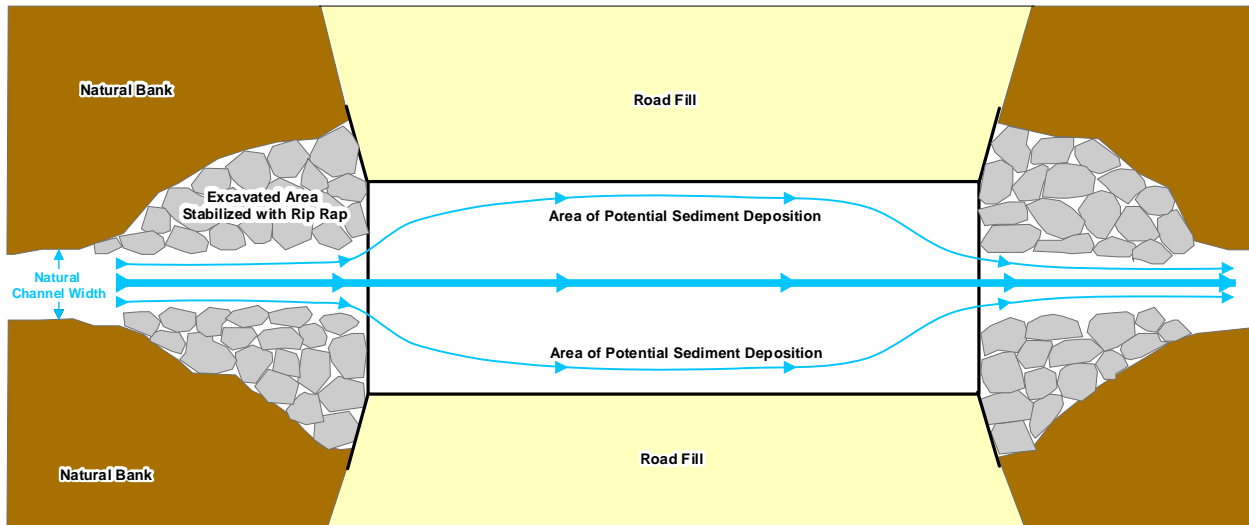 Natural Bank
Road Fill
Excavated Area
Stabilized with Rip Rap
Area of Potential Sediment Deposition
Natural
Channel Width
Area of Potential Sediment Deposition
Road Fill
Natural Bank